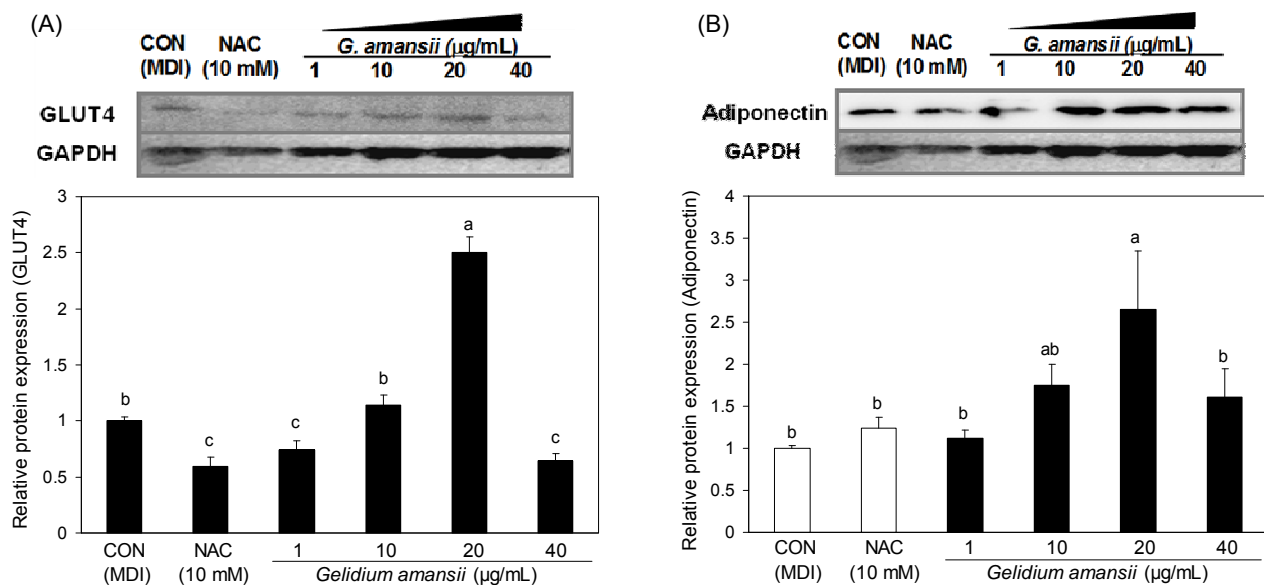 (A)
CON
(MDI)
NAC
(10 mM)
G. amansii (µg/mL)
1 10 20 40
GLUT4
GAPDH
Relative protein expression (GLUT4)
3
2.5
2
1.5
1
0.5
0
b
c
c
b
a
c
CON
(MDI)
NAC
(10 mM)
1 10 20 40
Gelidium amansii (µg/mL)
(B)
CON
(MDI)
NAC
(10 mM)
G. amansii (µg/mL)
1 10 20 40
Adiponectin
GAPDH
Relative protein expression (Adiponectin)
4
3.5
3
2.5
2
1.5
1
0.5
0
b
b
b
ab
a
b
CON
(MDI)
NAC
(10 mM)
1 10 20 40
Gelidium amansii (µg/mL)